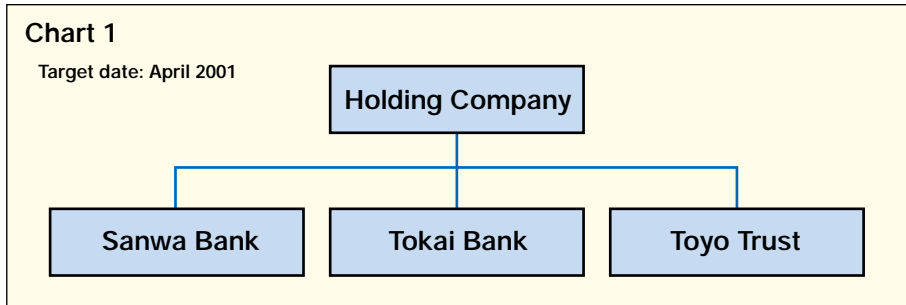 Chart 1
Target date: April 2001
Holding Company
Sanwa Bank
Tokai Bank
Toyo Trust